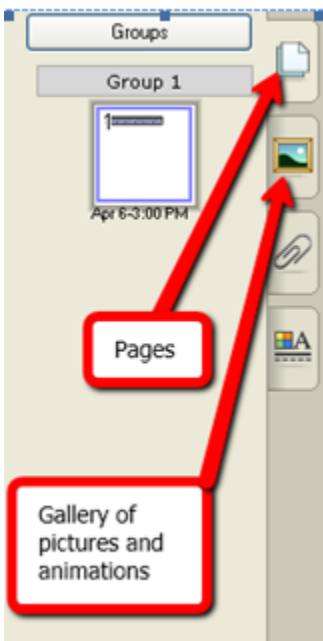 Groups
Group 1
1
Apr 6-3:00 PM
Pages
A
Gallery of
pictures and
animations